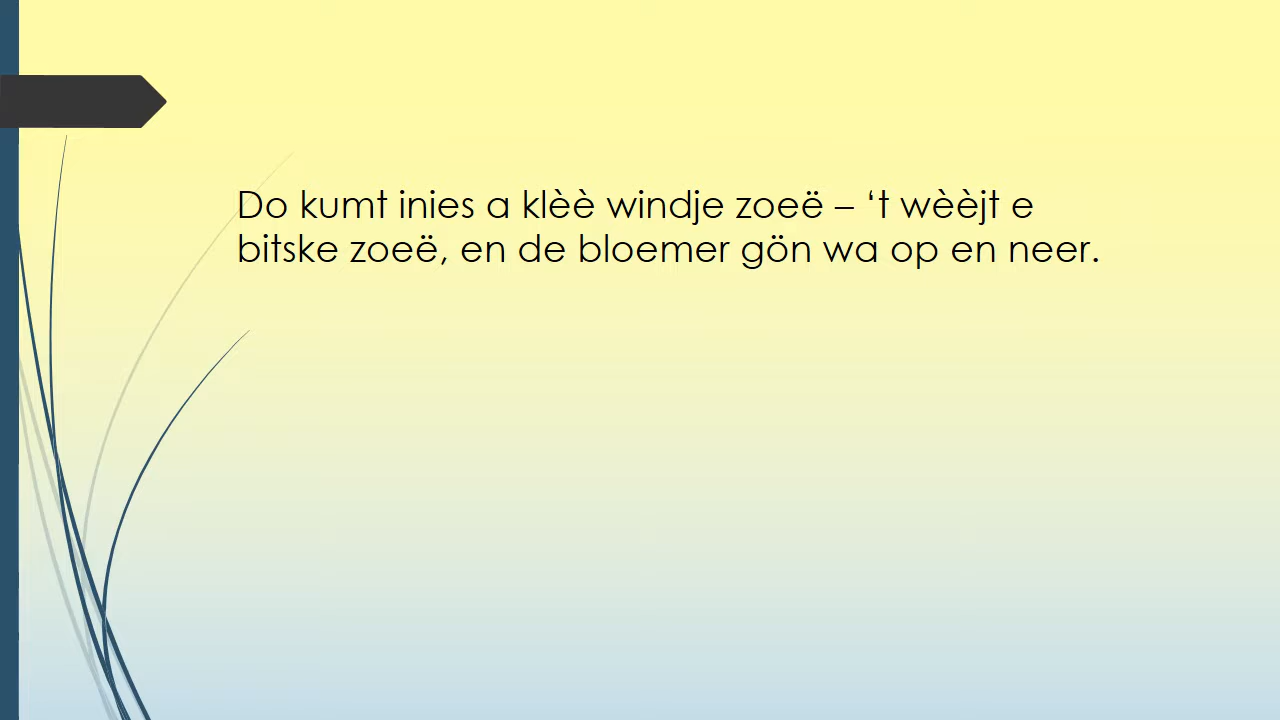 Do kumt inies a klèè windje zoeë – ‘t wèèjt e
bitske zoeë, en de bloemer gön wa op en neer.